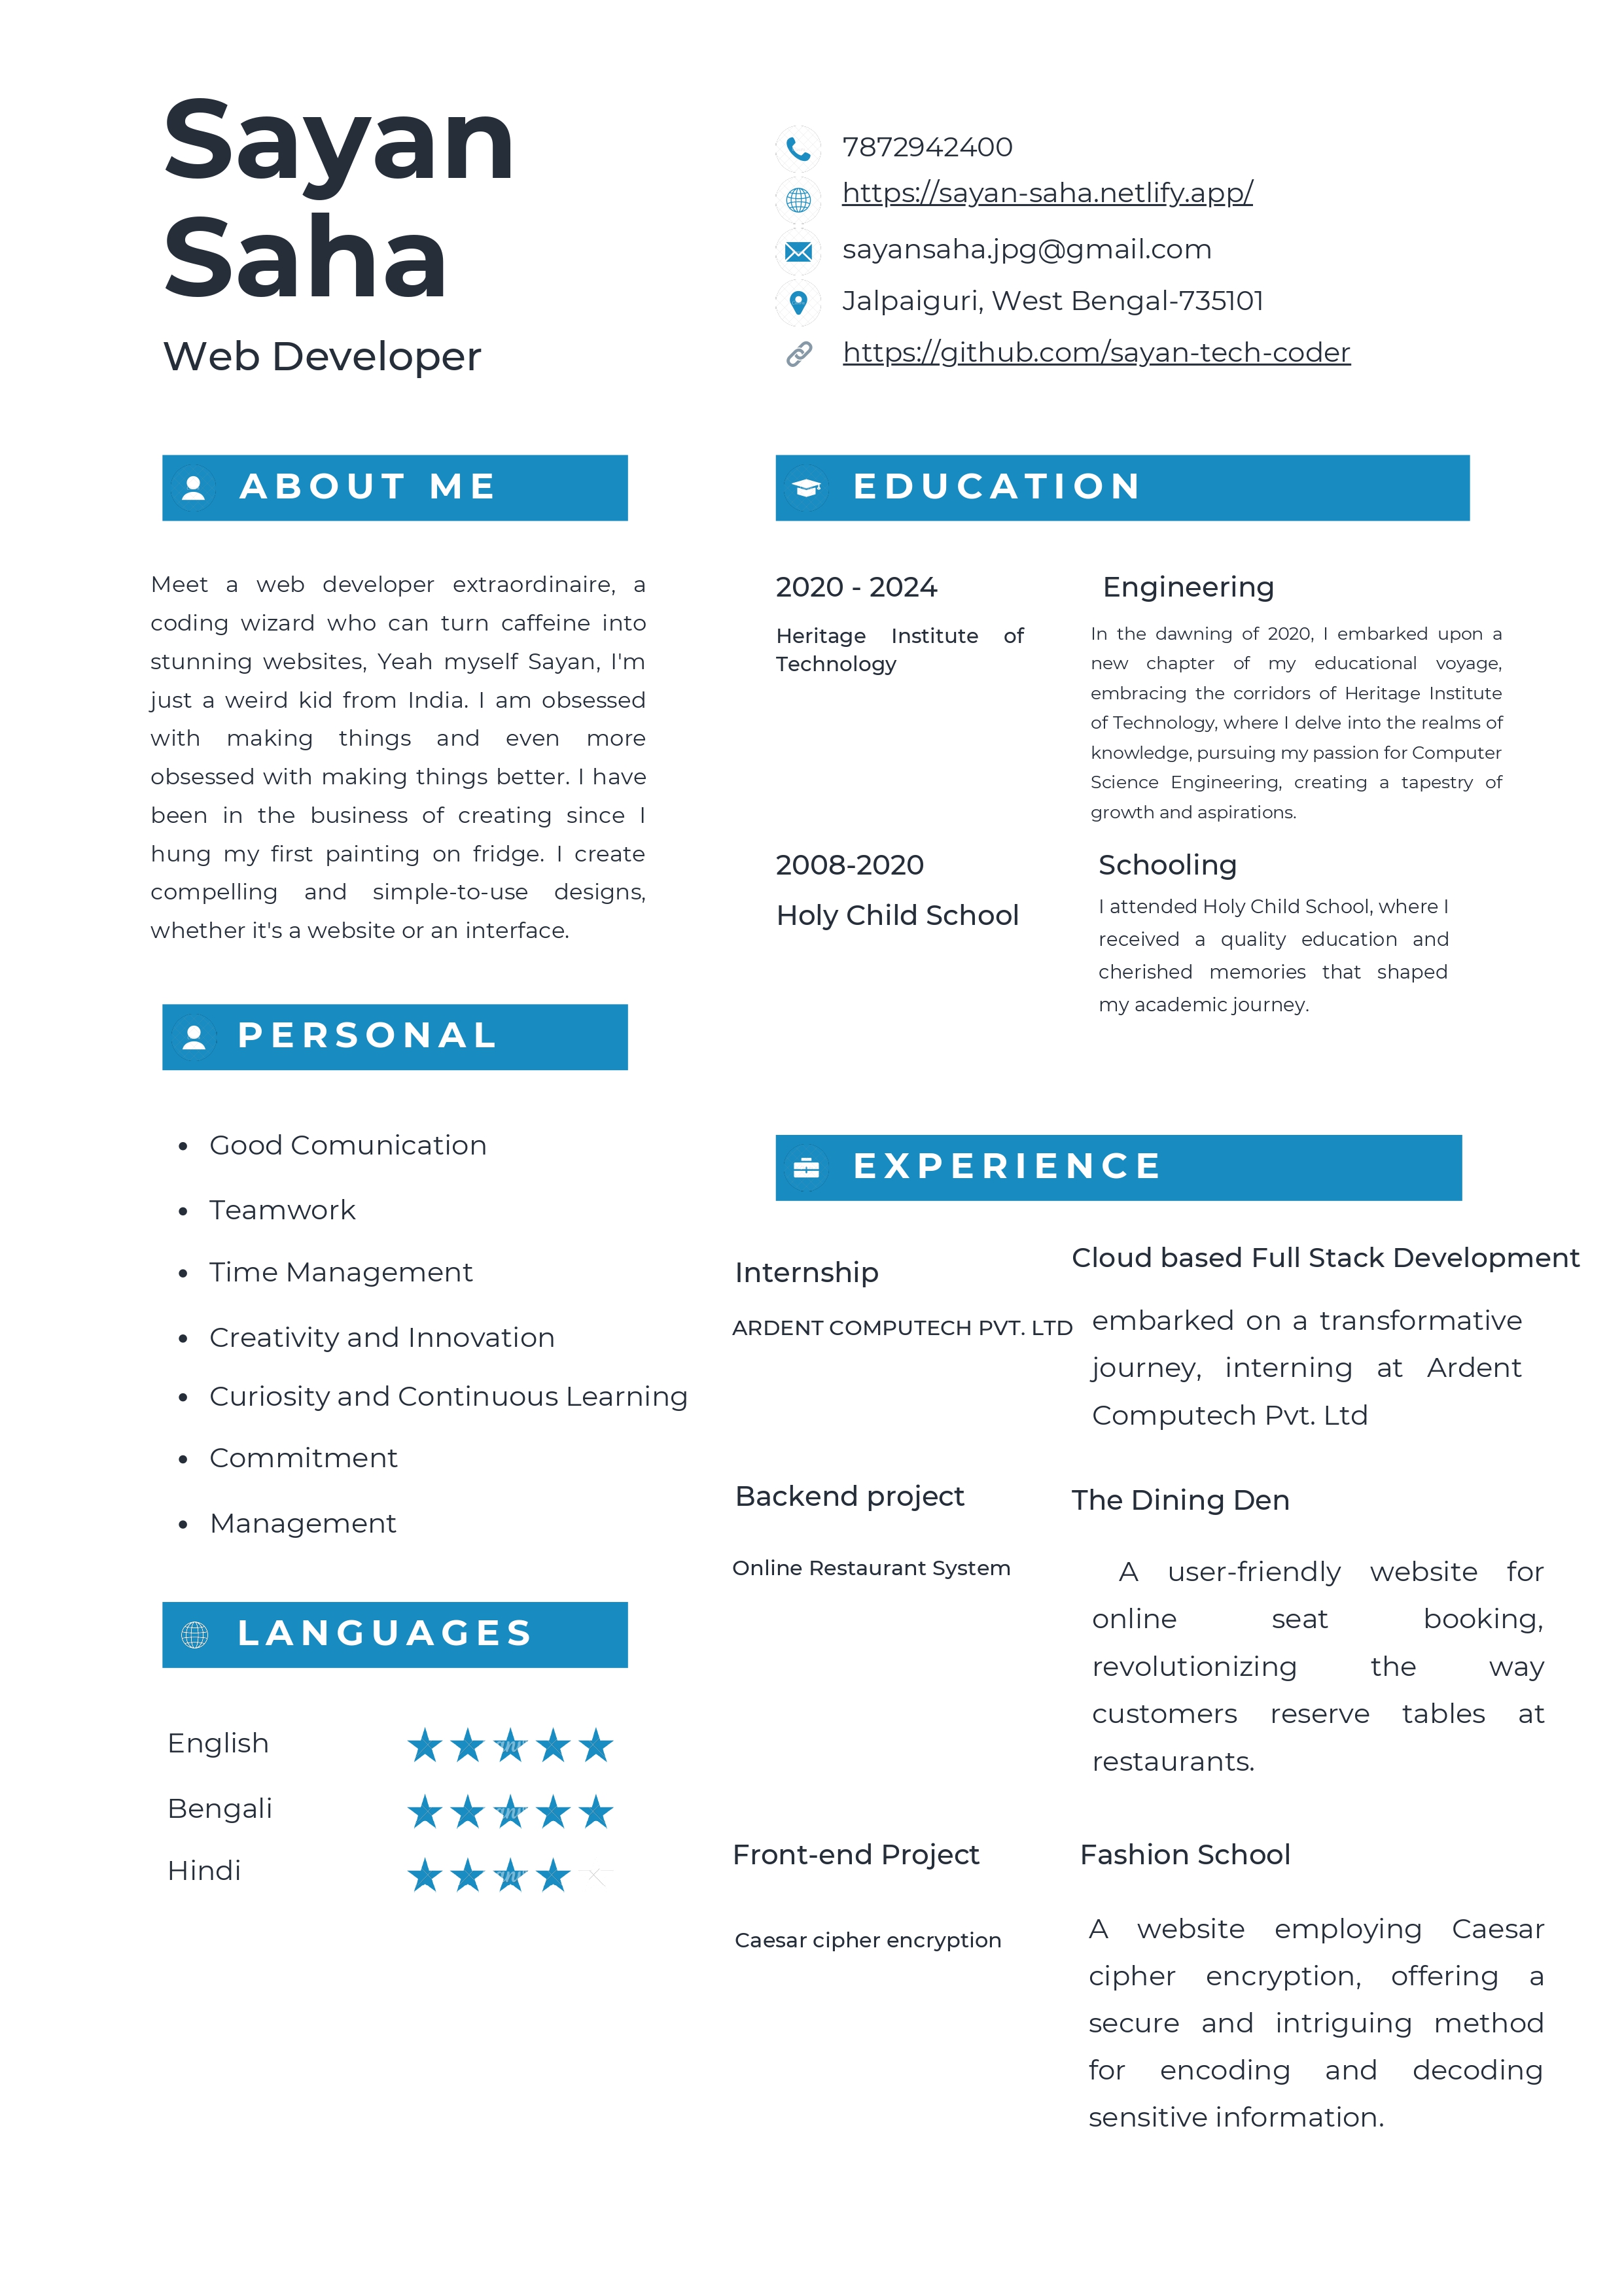 Sayan
Saha
Web Developer
7872942400
https://sayan-saha.netlify.app/
sayansaha.jpg@gmail.com
Jalpaiguri, West Bengal-735101
https://github.com/sayan-tech-coder
ABOUT ME
Meet a web developer extraordinaire, a
coding wizard who can turn caffeine into
stunning websites, Yeah myself Sayan, I'm
just a weird kid from India. I am obsessed
with making things and even more
obsessed with making things better. I have
been in the business of creating since I
hung my first painting on fridge. I create
compelling and simple-to-use designs,
whether it's a website or an interface.
PERSONAL
• Good Comunication
• Teamwork
• Time Management
• Creativity and Innovation
• Curiosity and Continuous Learning
• Commitment
• Management
LANGUAGES
English
Bengali
Hindi
EDUCATION
2020 - 2024
Heritage Institute of
Technology
Engineering
In the dawning of 2020, I embarked upon a
new chapter of my educational voyage,
embracing the corridors of Heritage Institute
of Technology, where I delve into the realms of
knowledge, pursuing my passion for Computer
Science Engineering, creating a tapestry of
growth and aspirations.
2008-2020
Holy Child School
Schooling
I attended Holy Child School, where I
received a quality education and
cherished memories that shaped
my academic journey.
EXPERIENCE
Internship
ARDENT COMPUTECH PVT. LTD
Cloud based Full Stack Development
embarked on a transformative
journey, interning at Ardent
Computech Pvt. Ltd
Backend project
Online Restaurant System
The Dining Den
A user-friendly website for
online seat booking,
revolutionizing the way
customers reserve tables at
restaurants.
Front-end Project
Caesar cipher encryption
Fashion School
A website employing Caesar
cipher encryption, offering a
secure and intriguing method
for encoding and decoding
sensitive information.